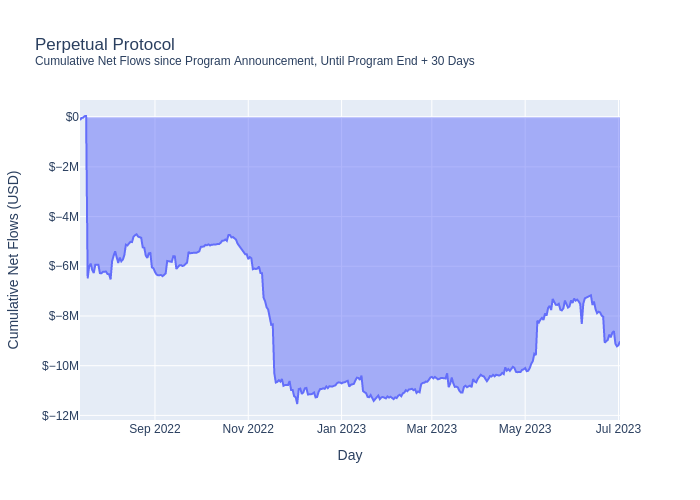 Perpetual Protocol
Cumulative Net Flows since Program Announcement, Until Program End + 30 Days
Cumulative Net Flows (USD)
$0
$−2M
$−4M
$−6M
$−8M
$−10M
$−12M
Sep 2022
Nov 2022
Jan 2023
Mar 2023
May 2023
Jul 2023
Day